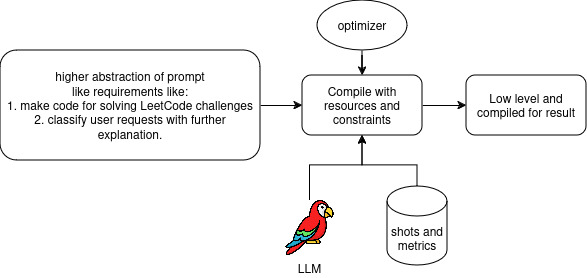 optimizer
higher abstraction of prompt
like requirements like:
1. make code for solving LeetCode challenges
2. classify user requests with further
explanation.
Compile with
resources and
constraints
Low level and
compiled for result
shots and
metrics
LLM